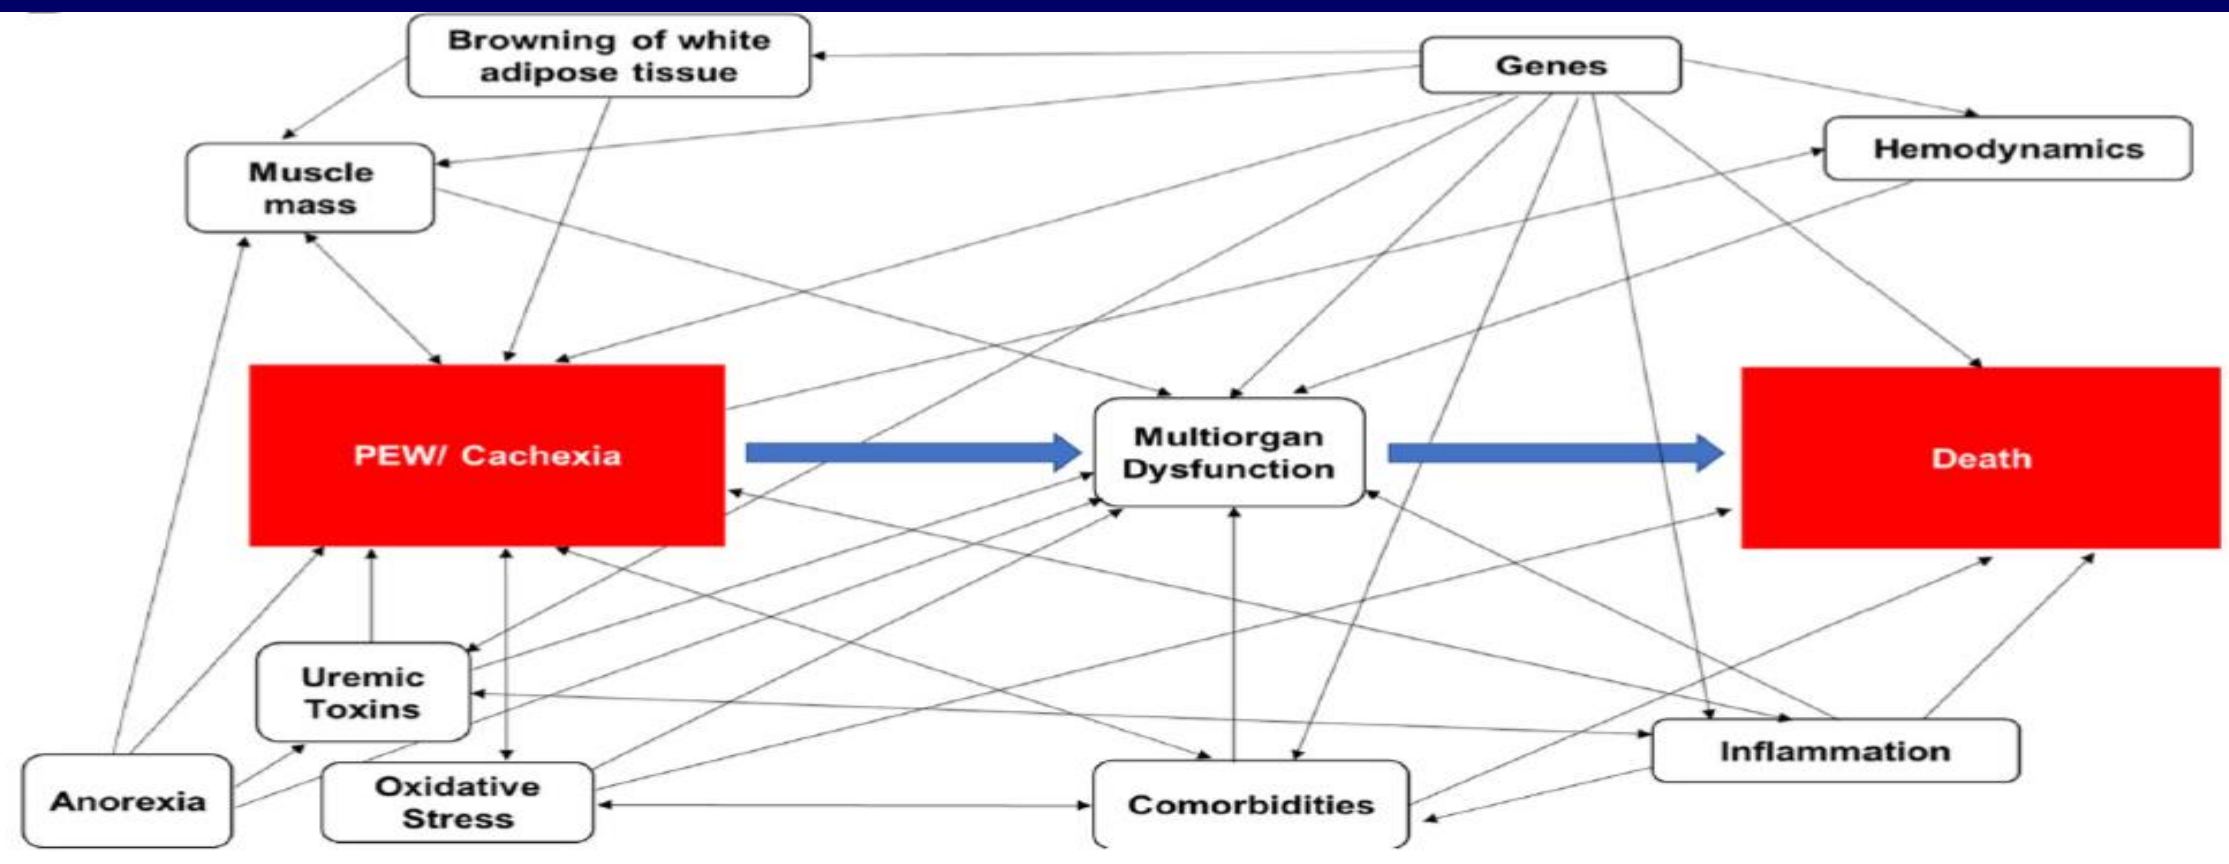 Browning of white
adipose tissue
Genes
Hemodynamics
Muscle
mass
PEW/ Cachexia
Multiorgan
Dysfunction
Death
Uremic
Toxins
Inflammation
Anorexia
Oxidative
Stress
Comorbidities